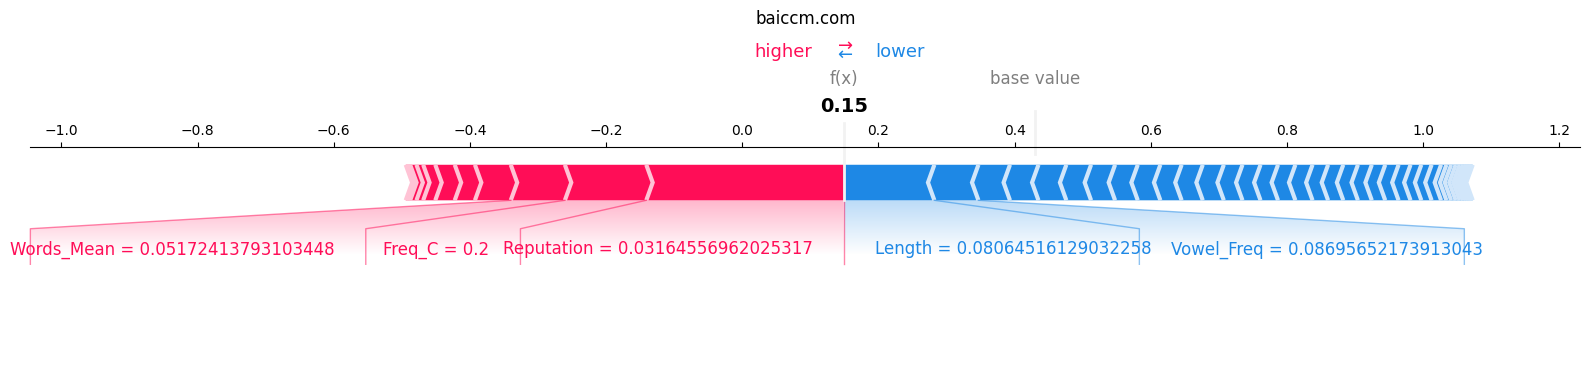 baiccm.com
higher → ← lower
f(x) base value
0.15
−1.0 −0.8 −0.6 −0.4 −0.2 0.0 0.2 0.4 0.6 0.8 1.0 1.2
Words_Mean = 0.05172413793103448 Freq_C = 0.2 Reputation = 0.03164556962025317 Length = 0.08064516129032258 Vowel_Freq = 0.08695652173913043